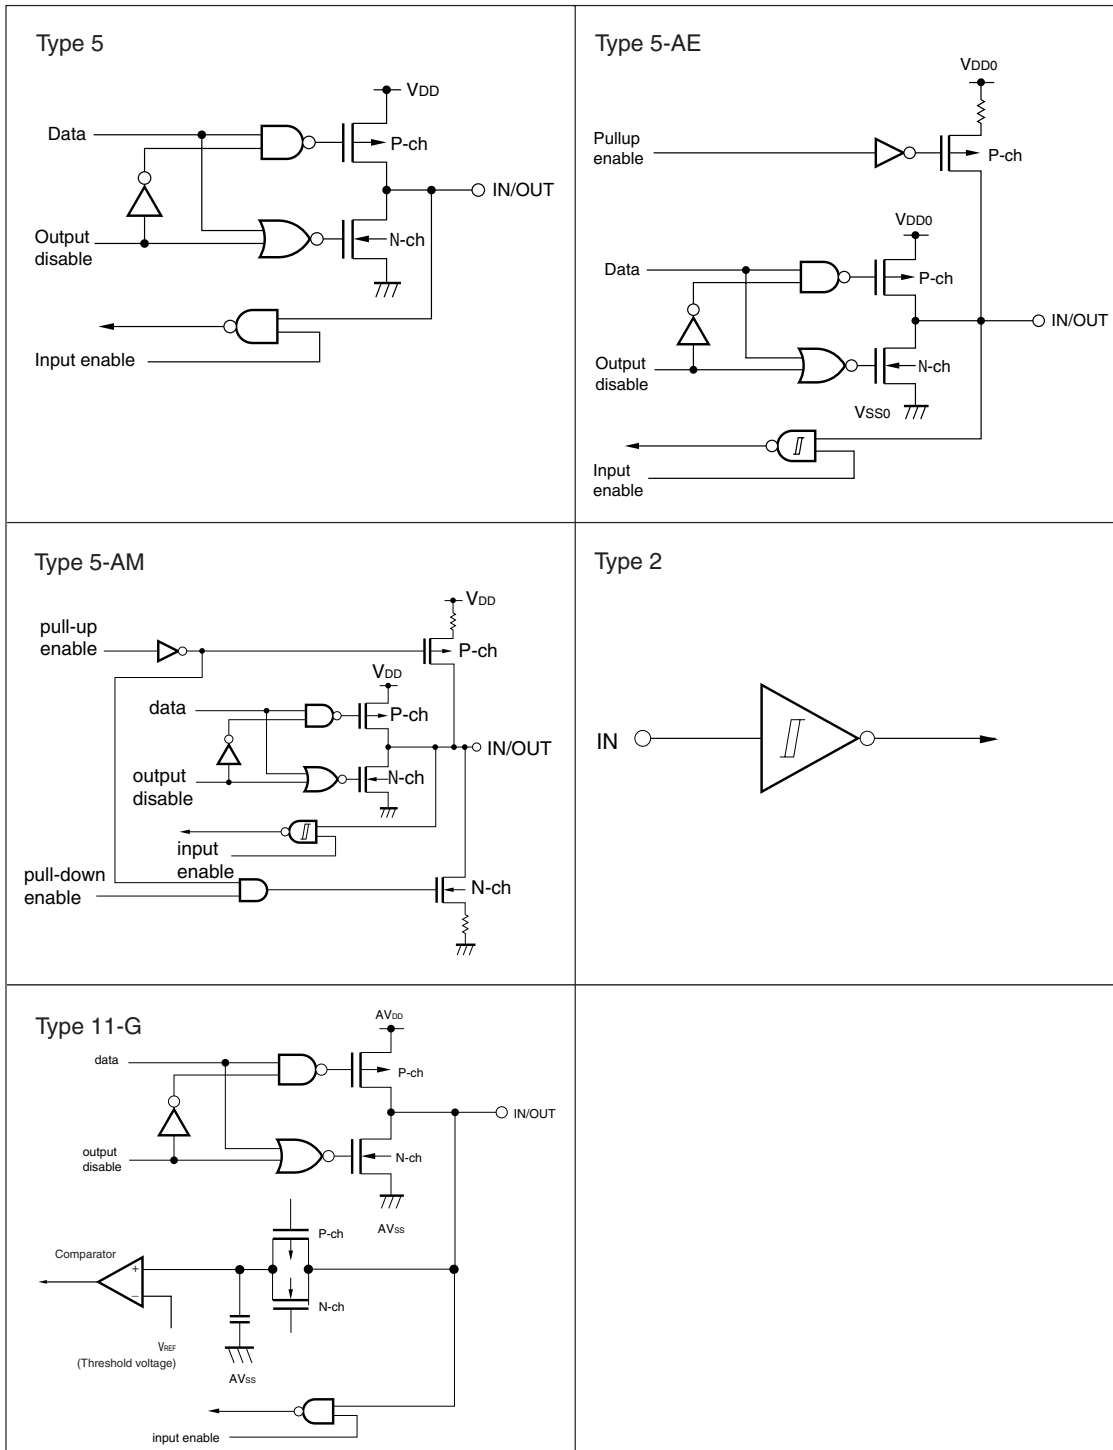 Type 5
VDD
Data
P-ch
IN/OUT
Output
disable
N-ch
Input enable
Type 5-AE
VDD0
Pullup
enable
P-ch
VDD0
Data
P-ch
IN/OUT
Output
disable
N-ch
VSS0
Input
enable
Type 5-AM
VDD
pull-up
enable
P-ch
VDD
data
P-ch
IN/OUT
output
disable
N-ch
input
enable
pull-down
enable
N-ch
Type 2
IN
Type 11-G
AVDD
data
P-ch
IN/OUT
output
disable
N-ch
AVSS
P-ch
Comparator
+
−
N-ch
VREF
(Threshold voltage)
AVSS
input enable